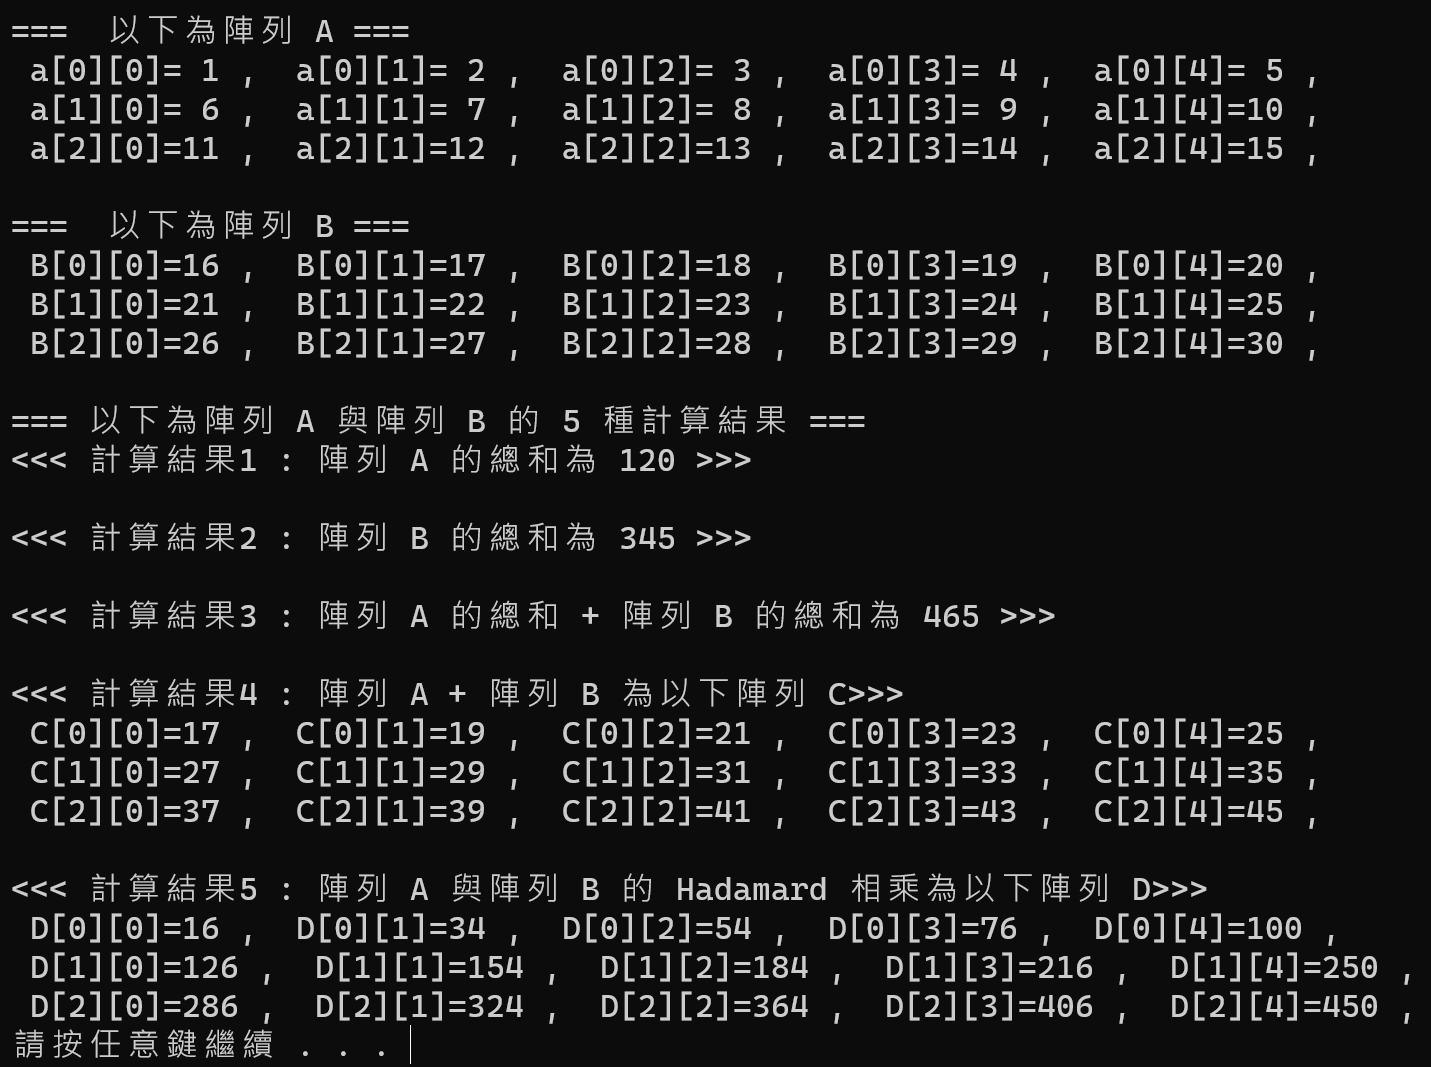 ===  以下為陣列 A ===
 a[0][0]= 1 ,  a[0][1]= 2 ,  a[0][2]= 3 ,  a[0][3]= 4 ,  a[0][4]= 5 ,
 a[1][0]= 6 ,  a[1][1]= 7 ,  a[1][2]= 8 ,  a[1][3]= 9 ,  a[1][4]=10 ,
 a[2][0]=11 ,  a[2][1]=12 ,  a[2][2]=13 ,  a[2][3]=14 ,  a[2][4]=15 ,

===  以下為陣列 B ===
 B[0][0]=16 ,  B[0][1]=17 ,  B[0][2]=18 ,  B[0][3]=19 ,  B[0][4]=20 ,
 B[1][0]=21 ,  B[1][1]=22 ,  B[1][2]=23 ,  B[1][3]=24 ,  B[1][4]=25 ,
 B[2][0]=26 ,  B[2][1]=27 ,  B[2][2]=28 ,  B[2][3]=29 ,  B[2][4]=30 ,

=== 以下為陣列 A 與陣列 B 的 5 種計算結果 ===
<<< 計算結果1 : 陣列 A 的總和為 120 >>>

<<< 計算結果2 : 陣列 B 的總和為 345 >>>

<<< 計算結果3 : 陣列 A 的總和 + 陣列 B 的總和為 465 >>>

<<< 計算結果4 : 陣列 A + 陣列 B 為以下陣列 C>>>
 C[0][0]=17 ,  C[0][1]=19 ,  C[0][2]=21 ,  C[0][3]=23 ,  C[0][4]=25 ,
 C[1][0]=27 ,  C[1][1]=29 ,  C[1][2]=31 ,  C[1][3]=33 ,  C[1][4]=35 ,
 C[2][0]=37 ,  C[2][1]=39 ,  C[2][2]=41 ,  C[2][3]=43 ,  C[2][4]=45 ,

<<< 計算結果5 : 陣列 A 與陣列 B 的 Hadamard 相乘為以下陣列 D>>>
 D[0][0]=16 ,  D[0][1]=34 ,  D[0][2]=54 ,  D[0][3]=76 ,  D[0][4]=100 ,
 D[1][0]=126 ,  D[1][1]=154 ,  D[1][2]=184 ,  D[1][3]=216 ,  D[1][4]=250 ,
 D[2][0]=286 ,  D[2][1]=324 ,  D[2][2]=364 ,  D[2][3]=406 ,  D[2][4]=450 ,
請按任意鍵繼續 . . .